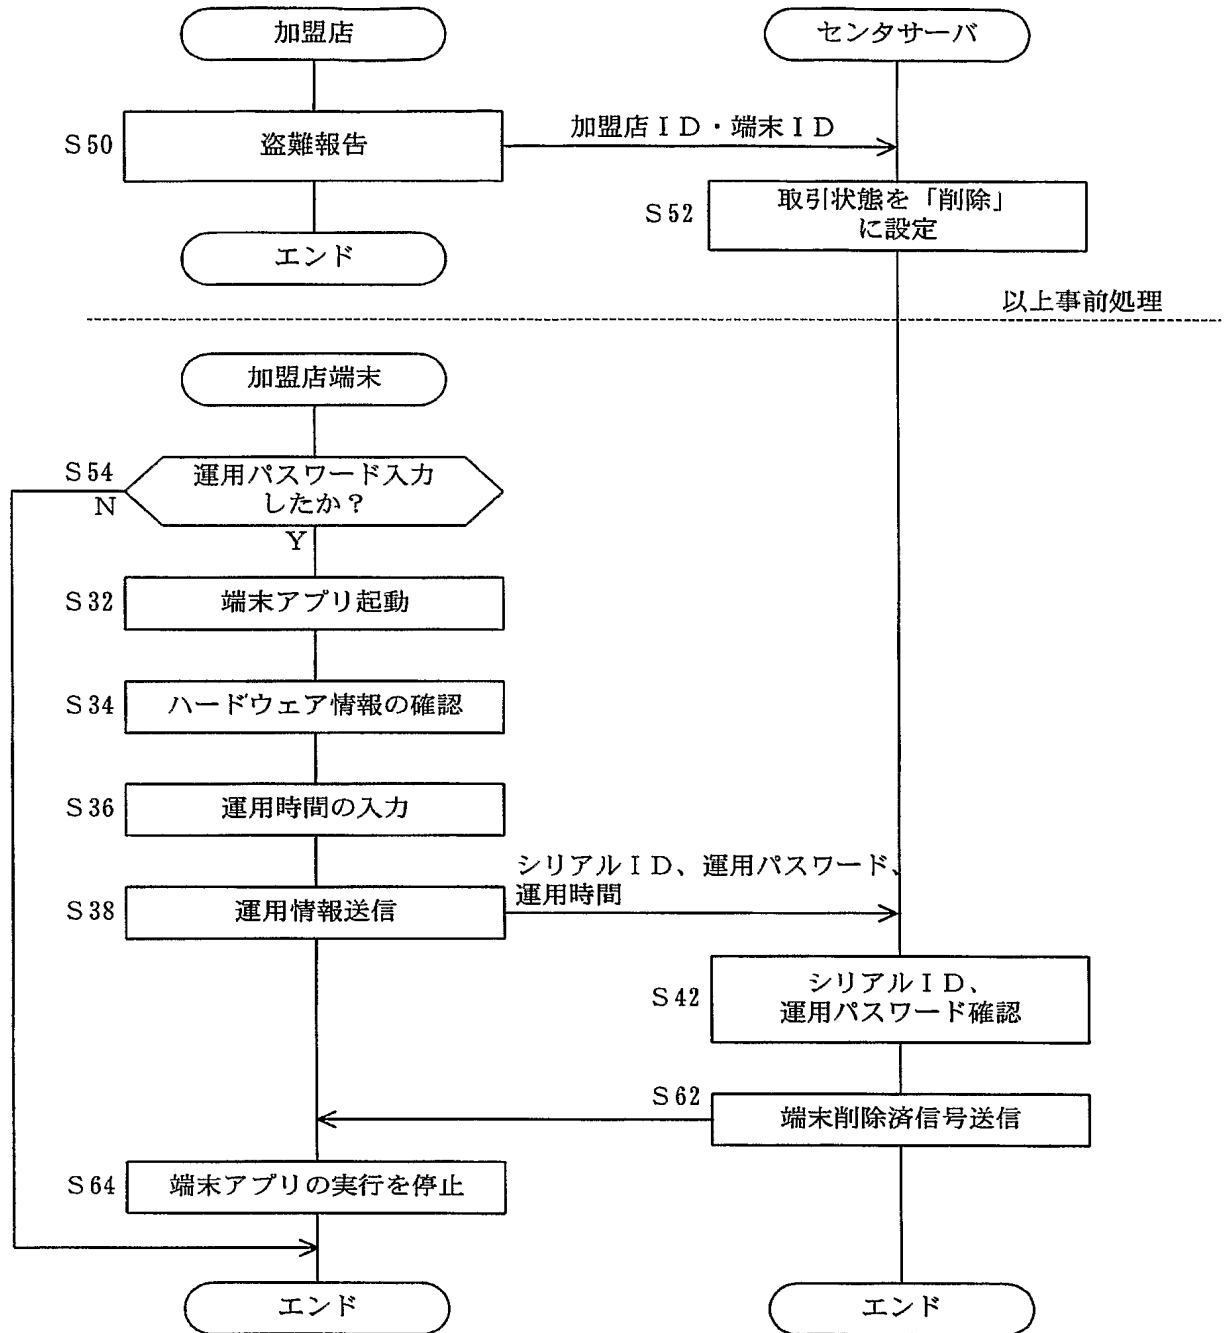 加盟店
センタサーバ
S50
盗難報告
加盟店ID・端末ID
S52
取引状態を「削除」
に設定
エンド
以上事前処理
加盟店端末
S54
運用パスワード入力
したか?
N
Y
S32
端末アプリ起動
S34
ハードウェア情報の確認
S36
運用時間の入力
シリアルID、運用パスワード、
運用時間
S38
運用情報送信
S42
シリアルID、
運用パスワード確認
S62
端末削除済信号送信
S64
端末アプリの実行を停止
エンド
エンド